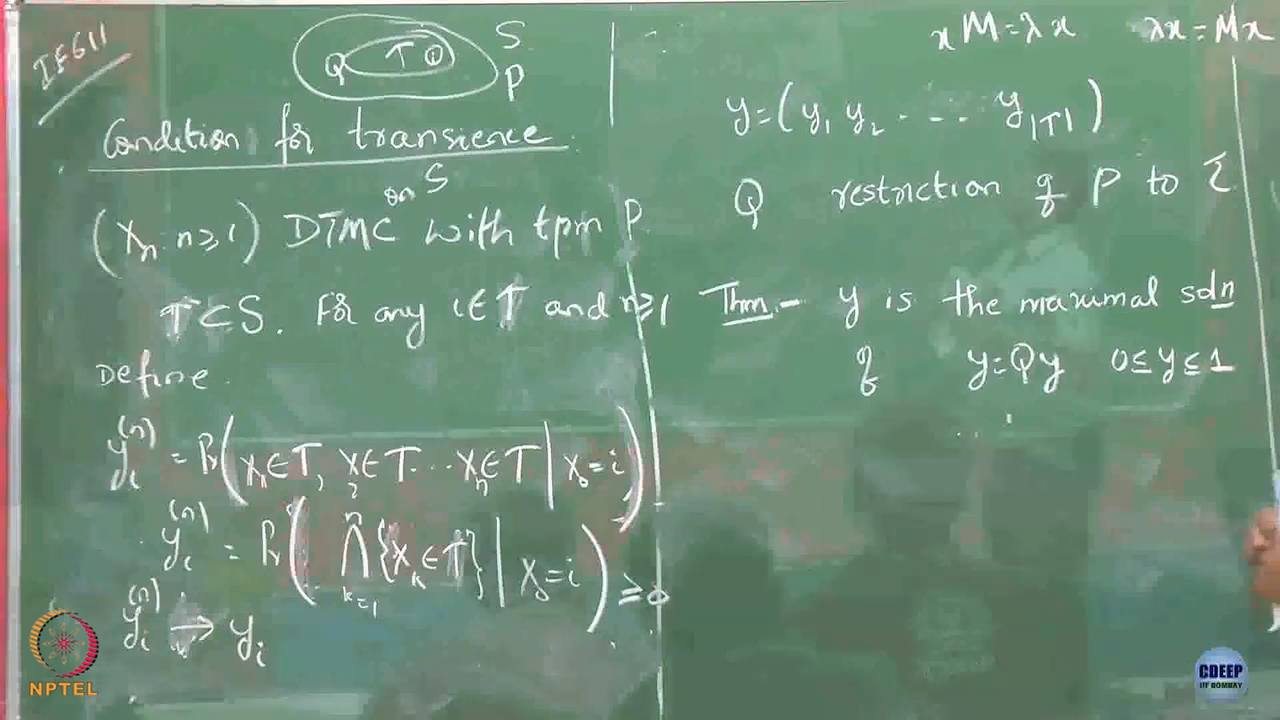 IE611
S
Q T i
P
Condition for transience
on S
(Xₙ n≥1) DTMC with tpm P
T⊂S. For any i∈T and n≥1
Define
yᵢ⁽ⁿ⁾ = Pr(X₁∈T, X₂∈T ... Xₙ∈T | X₀=i)
yᵢ⁽ⁿ⁾ = Pr(∩ₖ₌₁ⁿ {Xₖ∈T} | X₀=i) ≥0
yᵢ⁽ⁿ⁾ → yᵢ
xM=λx λx=Mx
y=(y₁ y₂ ... y|T|)
Q restriction of P to
Thm.- y is the maximal soln
of y=Qy 0≤y≤1
NPTEL
CDEEP
IIT BOMBAY